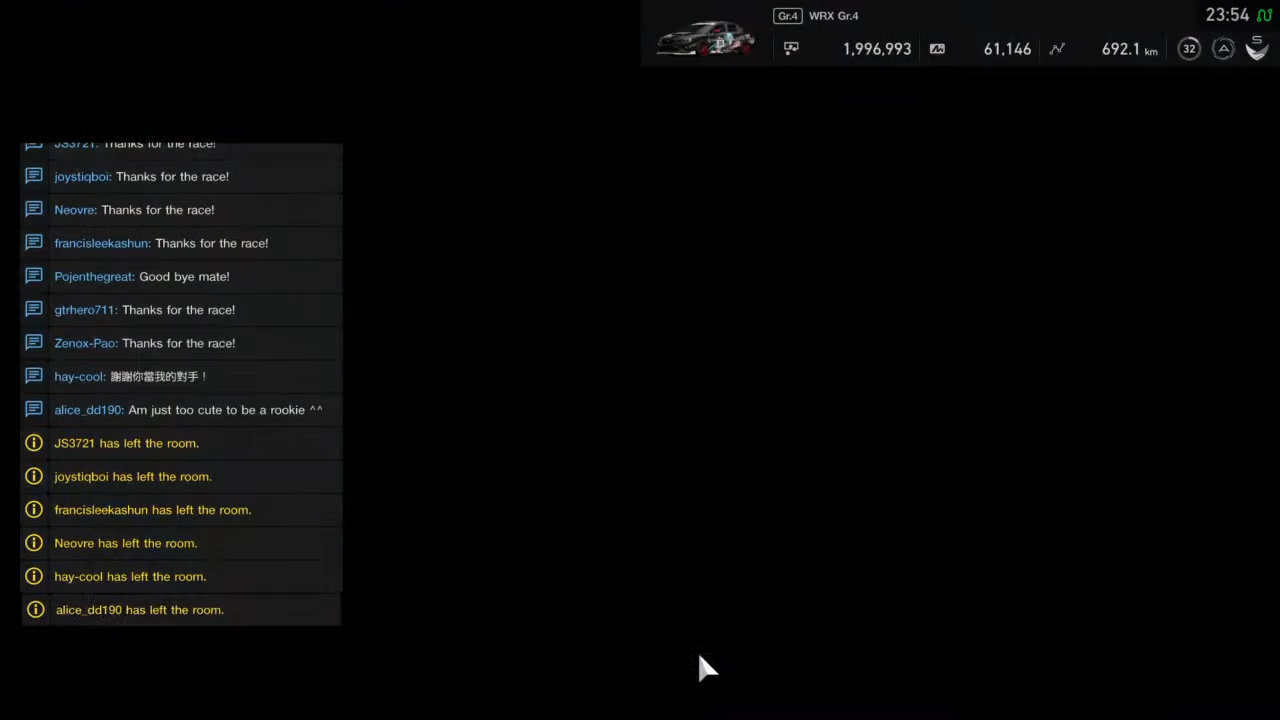 Gr.4 WRX Gr.4
23:54
1,996,993 61,146 692.1 km 32 A S
JS3721: Thanks for the race!
joystiqboi: Thanks for the race!
Neovre: Thanks for the race!
francisleekashun: Thanks for the race!
Pojenthegreat: Good bye mate!
gtrhero711: Thanks for the race!
Zenox-Pao: Thanks for the race!
hay-cool: 謝謝你當我的對手！
alice_dd190: Am just too cute to be a rookie ^^
JS3721 has left the room.
joystiqboi has left the room.
francisleekashun has left the room.
Neovre has left the room.
hay-cool has left the room.
alice_dd190 has left the room.